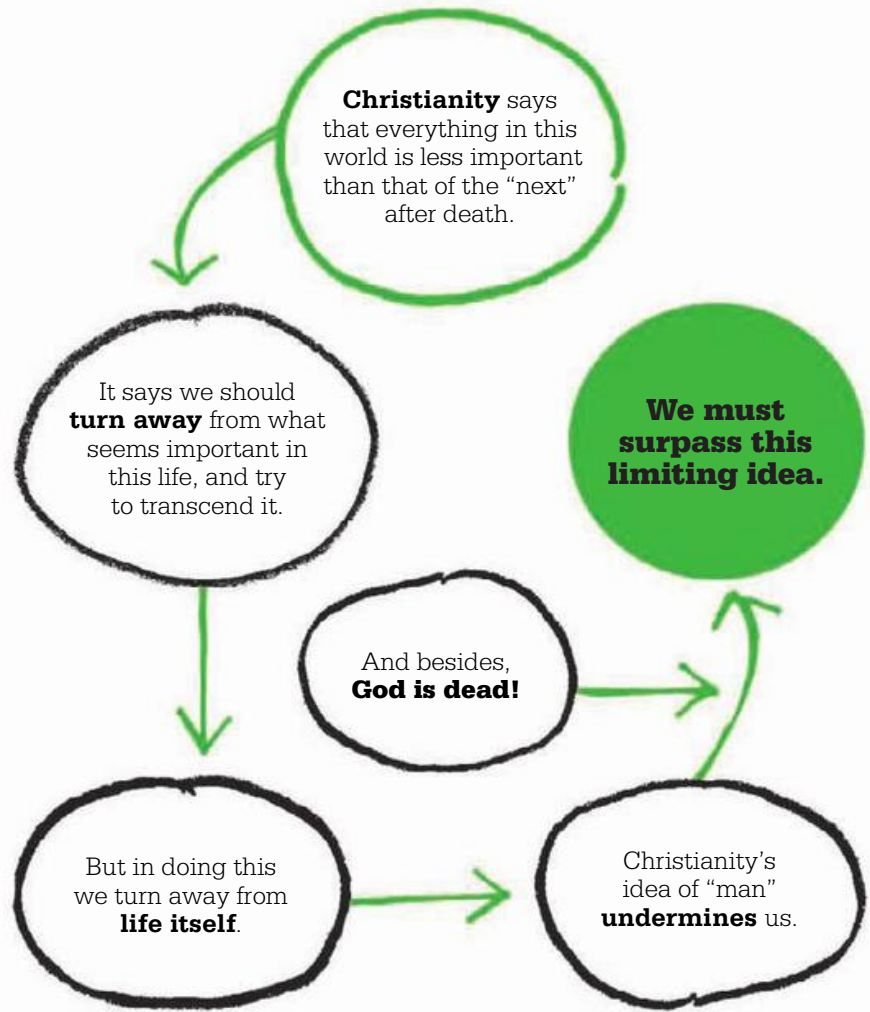 Christianity says
that everything in this
world is less important
than that of the “next”
after death.
It says we should
turn away from what
seems important in
this life, and try
to transcend it.
But in doing this
we turn away from
life itself.
Christianity’s
idea of “man”
undermines us.
And besides,
God is dead!
We must
surpass this
limiting idea.